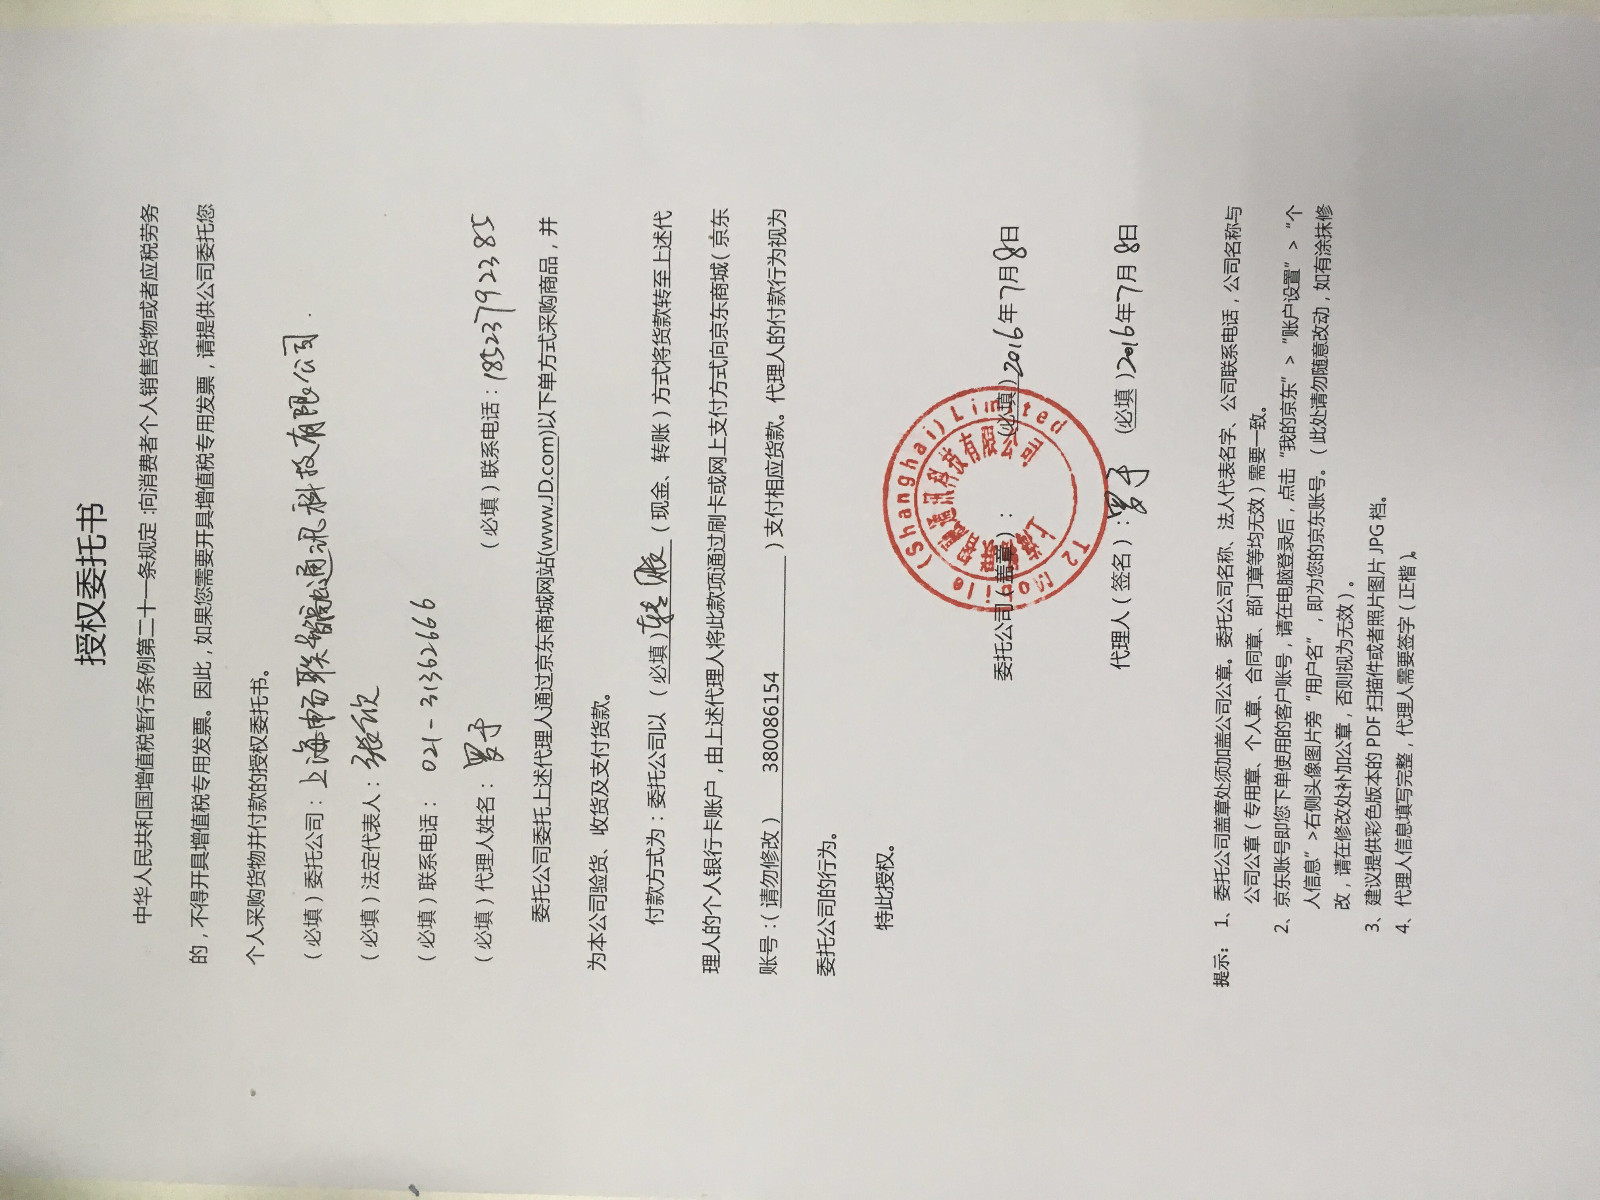 授权委托书
中华人民共和国增值税暂行条例第二十一条规定:向消费者个人销售货物或者应税劳务
的，不得开具增值税专用发票。因此，如果您需要开具增值税专用发票，请提供公司委托您
个人采购货物并付款的授权委托书。
（必填）委托公司：上海畅联智融通讯科技有限公司.
（必填）法定代表人：张欣
（必填）联系电话： 021-31362666
（必填）代理人姓名：罗于 （必填）联系电话：18523792385
委托公司委托上述代理人通过京东商城网站(www.JD.com)以下单方式采购商品，并
为本公司验货、收货及支付货款。
付款方式为：委托公司以 （必填）转账（现金、转账）方式将货款转至上述代
理人的个人银行卡账户，由上述代理人将此款项通过刷卡或网上支付方式向京东商城（京东
账号：（请勿修改） 380086154 ）支付相应货款。代理人的付款行为视为
委托公司的行为。
特此授权。
T2 Mobile (Shanghai) Limited
上海畅联智融通讯科技有限公司
委托公司（盖章）： (必填）2016年7月8日
代理人（签名）：罗于 (必填）2016年7月8日
提示： 1、委托公司盖章处须加盖公司公章。委托公司名称、法人代表名字、公司联系电话，公司名称与
公司公章（专用章、个人章、合同章、部门章等均无效）需要一致。
2、京东账号即您下单使用的客户账号，请在电脑登录后，点击“我的京东”>“账户设置”>“个
人信息”>右侧头像图片旁“用户名”，即为您的京东账号。（此处请勿随意改动，如有涂抹修
改，请在修改处补加公章，否则视为无效）。
3、建议提供彩色版本的PDF扫描件或者照片图片JPG档。
4、代理人信息填写完整，代理人需要签字（正楷）。